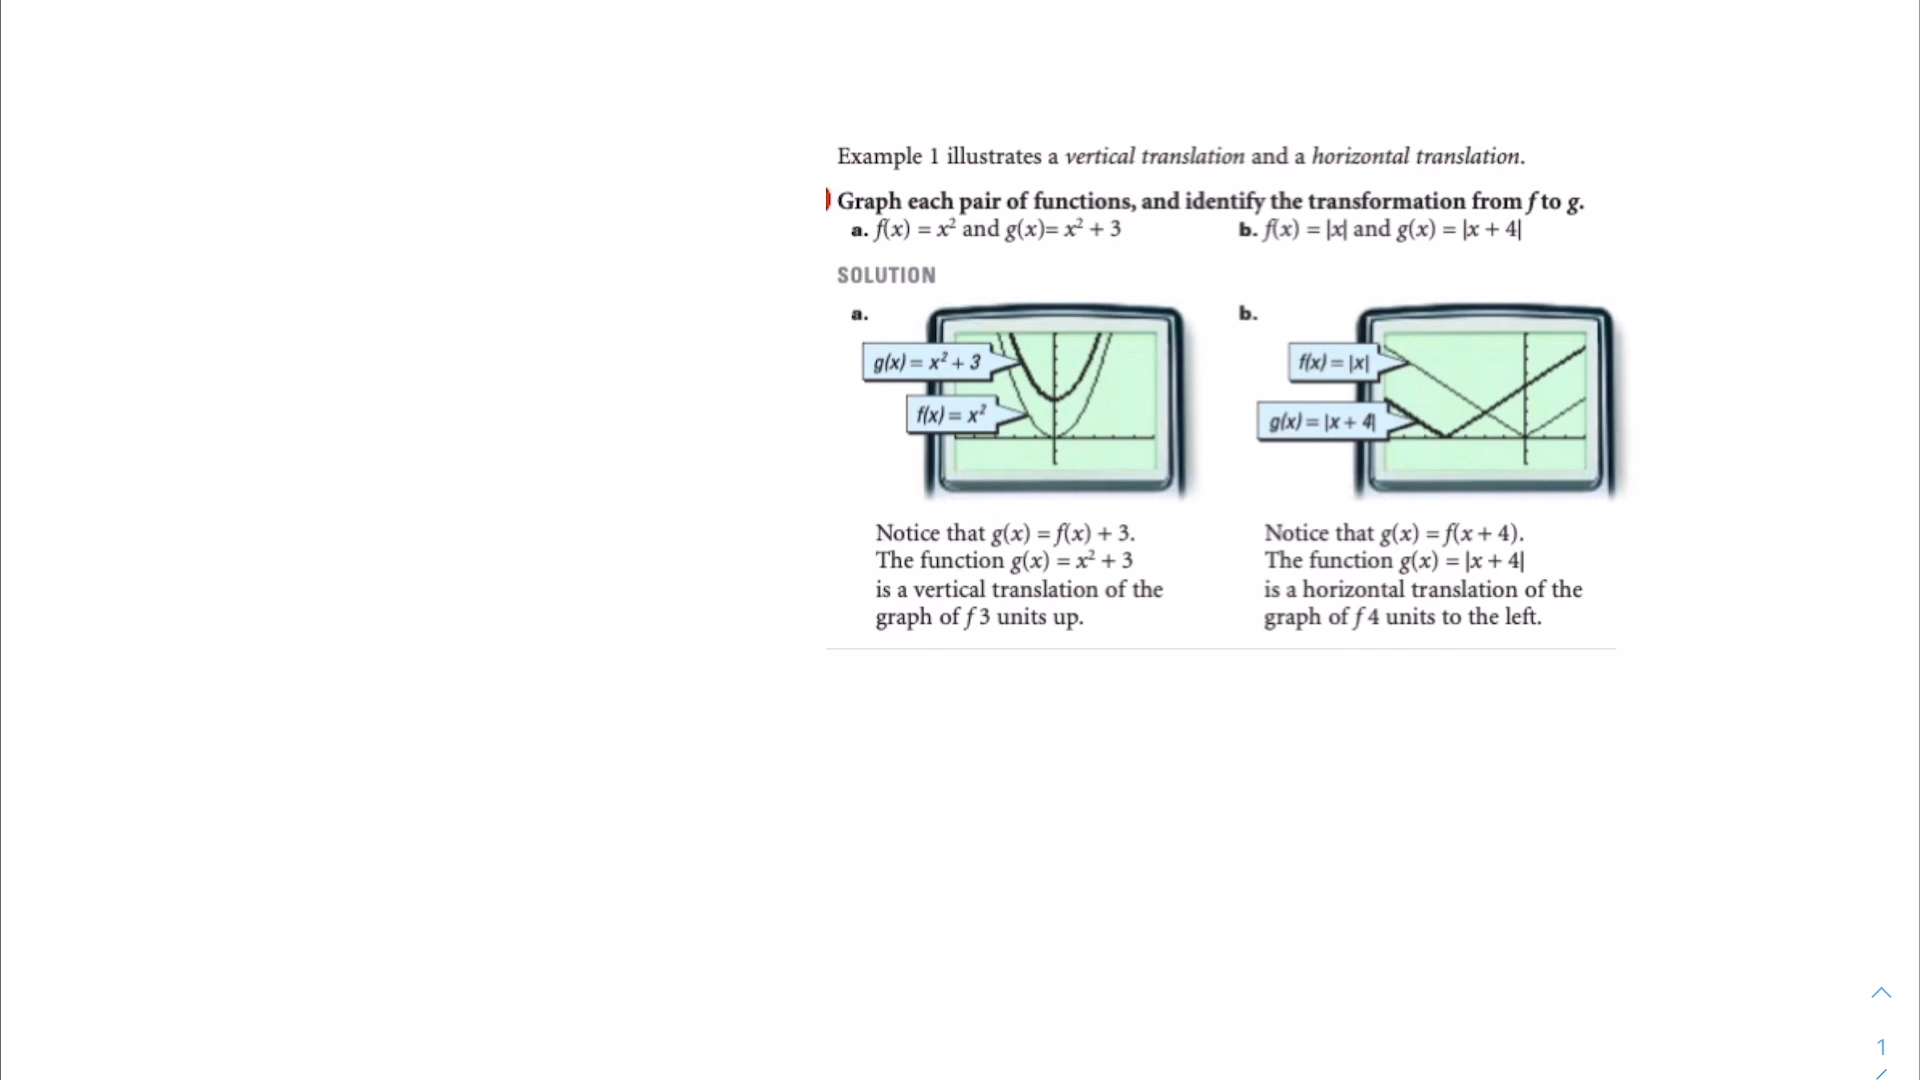 Example 1 illustrates a vertical translation and a horizontal translation.
Graph each pair of functions, and identify the transformation from f to g.
a. f(x) = x² and g(x)= x² + 3
b. f(x) = |x| and g(x) = |x + 4|
SOLUTION
a.
g(x) = x² + 3
f(x) = x²
b.
f(x) = |x|
g(x) = |x + 4|
Notice that g(x) = f(x) + 3.
The function g(x) = x² + 3
is a vertical translation of the
graph of f 3 units up.
Notice that g(x) = f(x + 4).
The function g(x) = |x + 4|
is a horizontal translation of the
graph of f 4 units to the left.
1